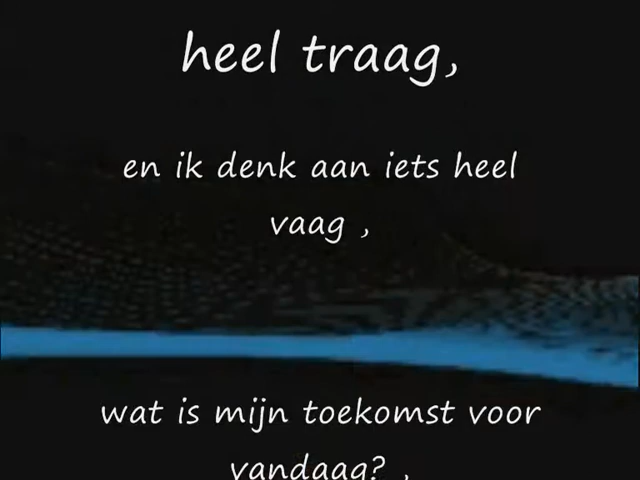 heel traag,
en ik denk aan iets heel
vaag ,
wat is mijn toekomst voor
vandaag? ,